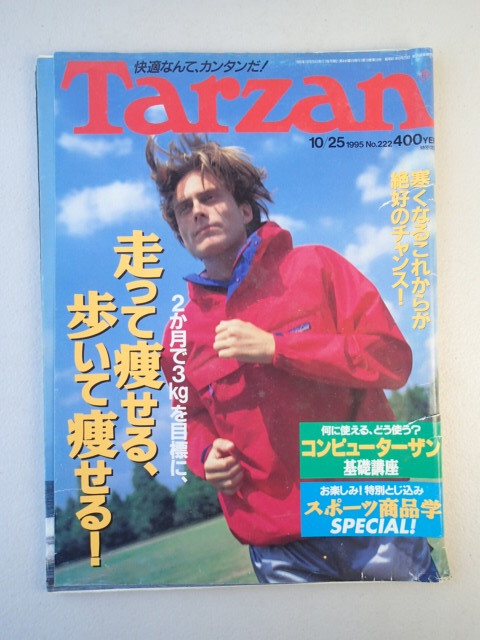 快適なんて、カンタンだ!
Tarzan
10/25 1995 No.222 400YEN
寒くなるこれからが
絶好のチャンス!
走って痩せる、
歩いて痩せる!
2か月で3kgを目標に、
何に使える、どう使う?
コンピューターザン
基礎講座
お楽しみ!特別とじ込み
スポーツ商品学
SPECIAL!